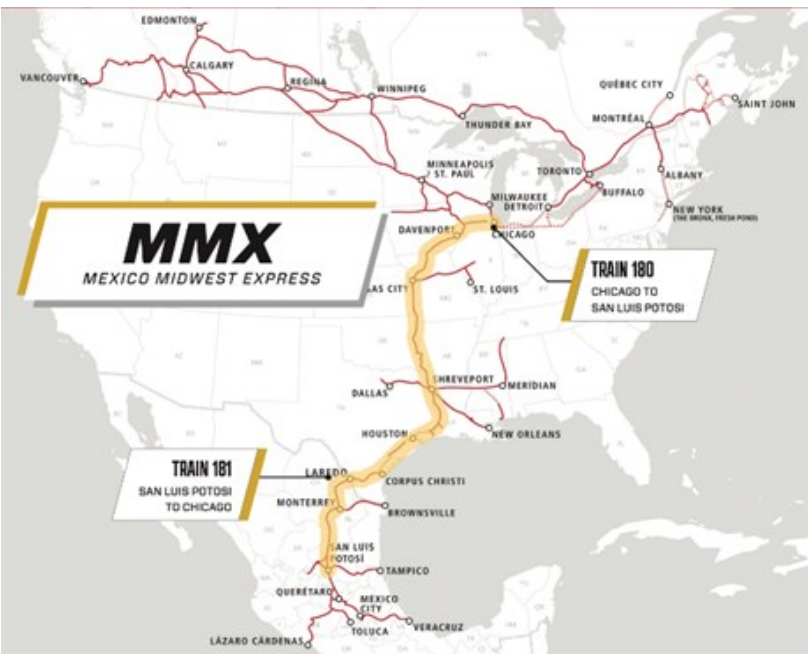 EDMONTON
CALGARY
VANCOUVER
REGINA
WINNIPEG
THUNDER BAY
QUÉBEC CITY
SAINT JOHN
MONTRÉAL
MINNEAPOLIS
/ ST. PAUL
TORONTO
ALBANY
BUFFALO
MILWAUKEE
DETROIT
NEW YORK
(THE BRONX, FRESH POND)
DAVENPORT
CHICAGO
MMX
MEXICO MIDWEST EXPRESS
TRAIN 180
CHICAGO TO
SAN LUIS POTOSI
AS CITY
ST. LOUIS
SHREVEPORT
MERIDIAN
DALLAS
HOUSTON
NEW ORLEANS
TRAIN 181
SAN LUIS POTOSI
TO CHICAGO
LAREDO
CORPUS CHRISTI
MONTERREY
BROWNSVILLE
SAN LUIS
POTOSÍ
TAMPICO
QUERÉTARO
MEXICO
CITY
TOLUCA
VERACRUZ
LÁZARO CÁRDENAS